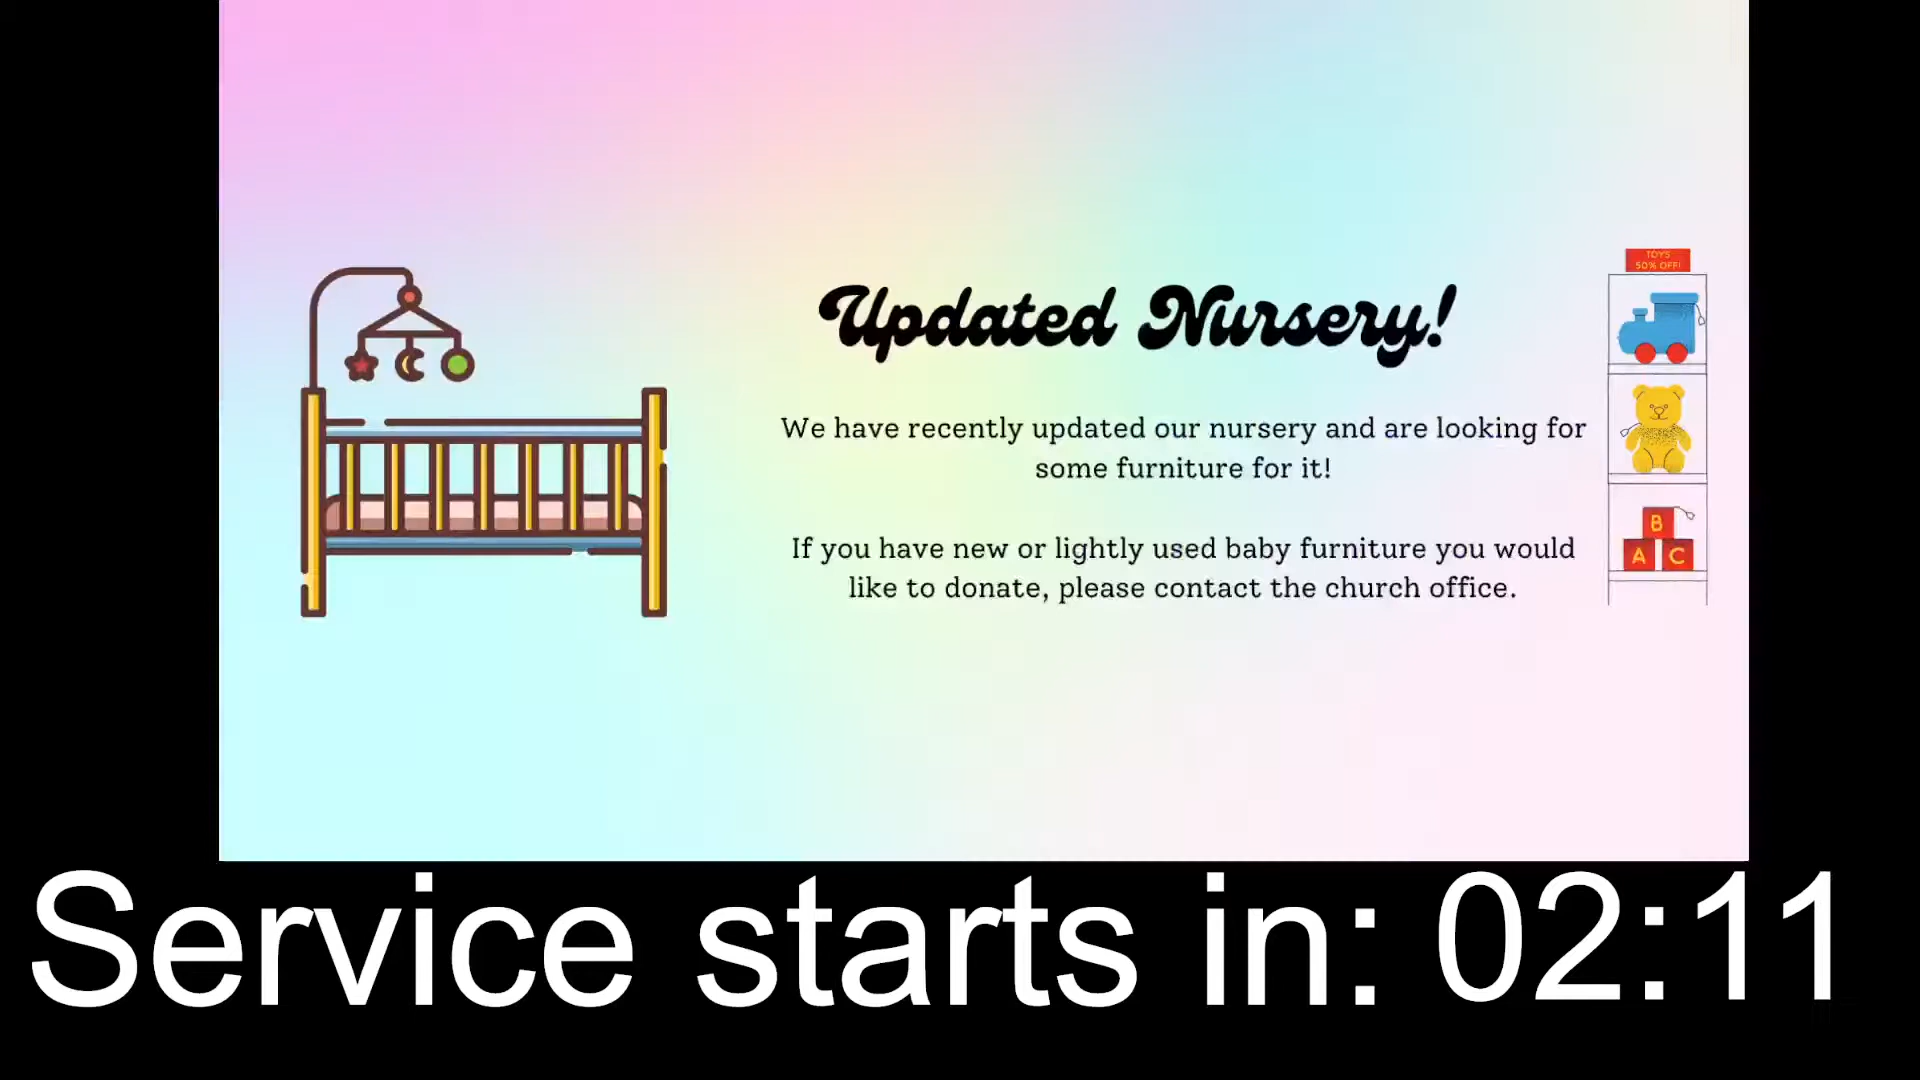 TOYS
50% OFF!
Updated Nursery!
We have recently updated our nursery and are looking for
some furniture for it!
If you have new or lightly used baby furniture you would
like to donate, please contact the church office.
B
A C
Service starts in: 02:11